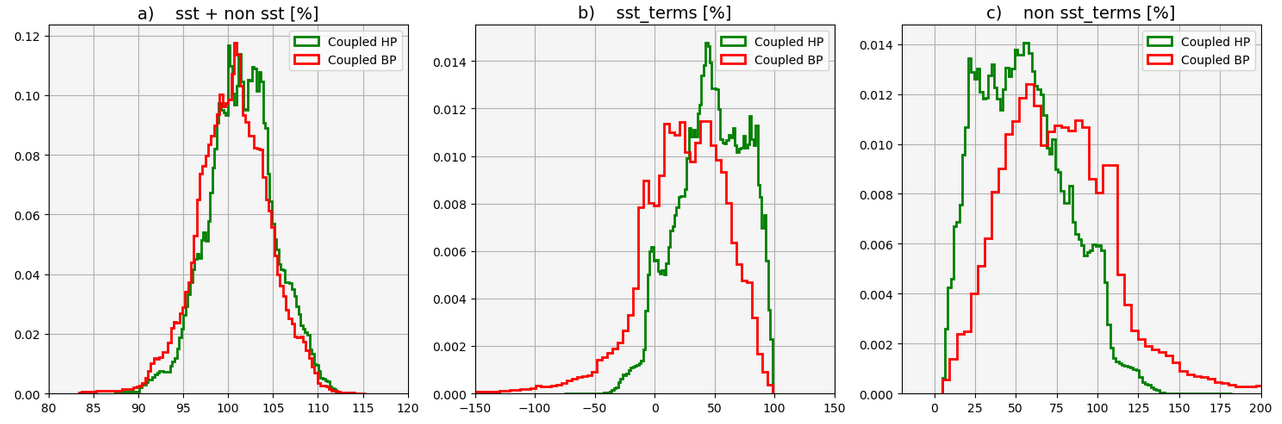 a) sst + non sst [%]
0.12
0.10
0.08
0.06
0.04
0.02
0.00
80 85 90 95 100 105 110 115 120
Coupled HP
Coupled BP
b) sst_terms [%]
0.014
0.012
0.010
0.008
0.006
0.004
0.002
0.000
−150 −100 −50 0 50 100 150
Coupled HP
Coupled BP
c) non sst_terms [%]
0.014
0.012
0.010
0.008
0.006
0.004
0.002
0.000
0 25 50 75 100 125 150 175 200
Coupled HP
Coupled BP